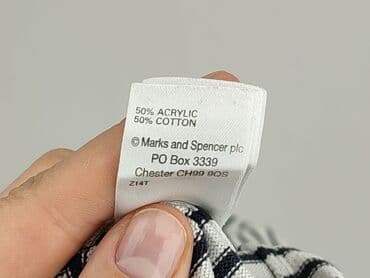 50% ACRYLIC
50% COTTON
© Marks and Spencer plc
PO Box 3339
Chester CH99 9QS
Z14T